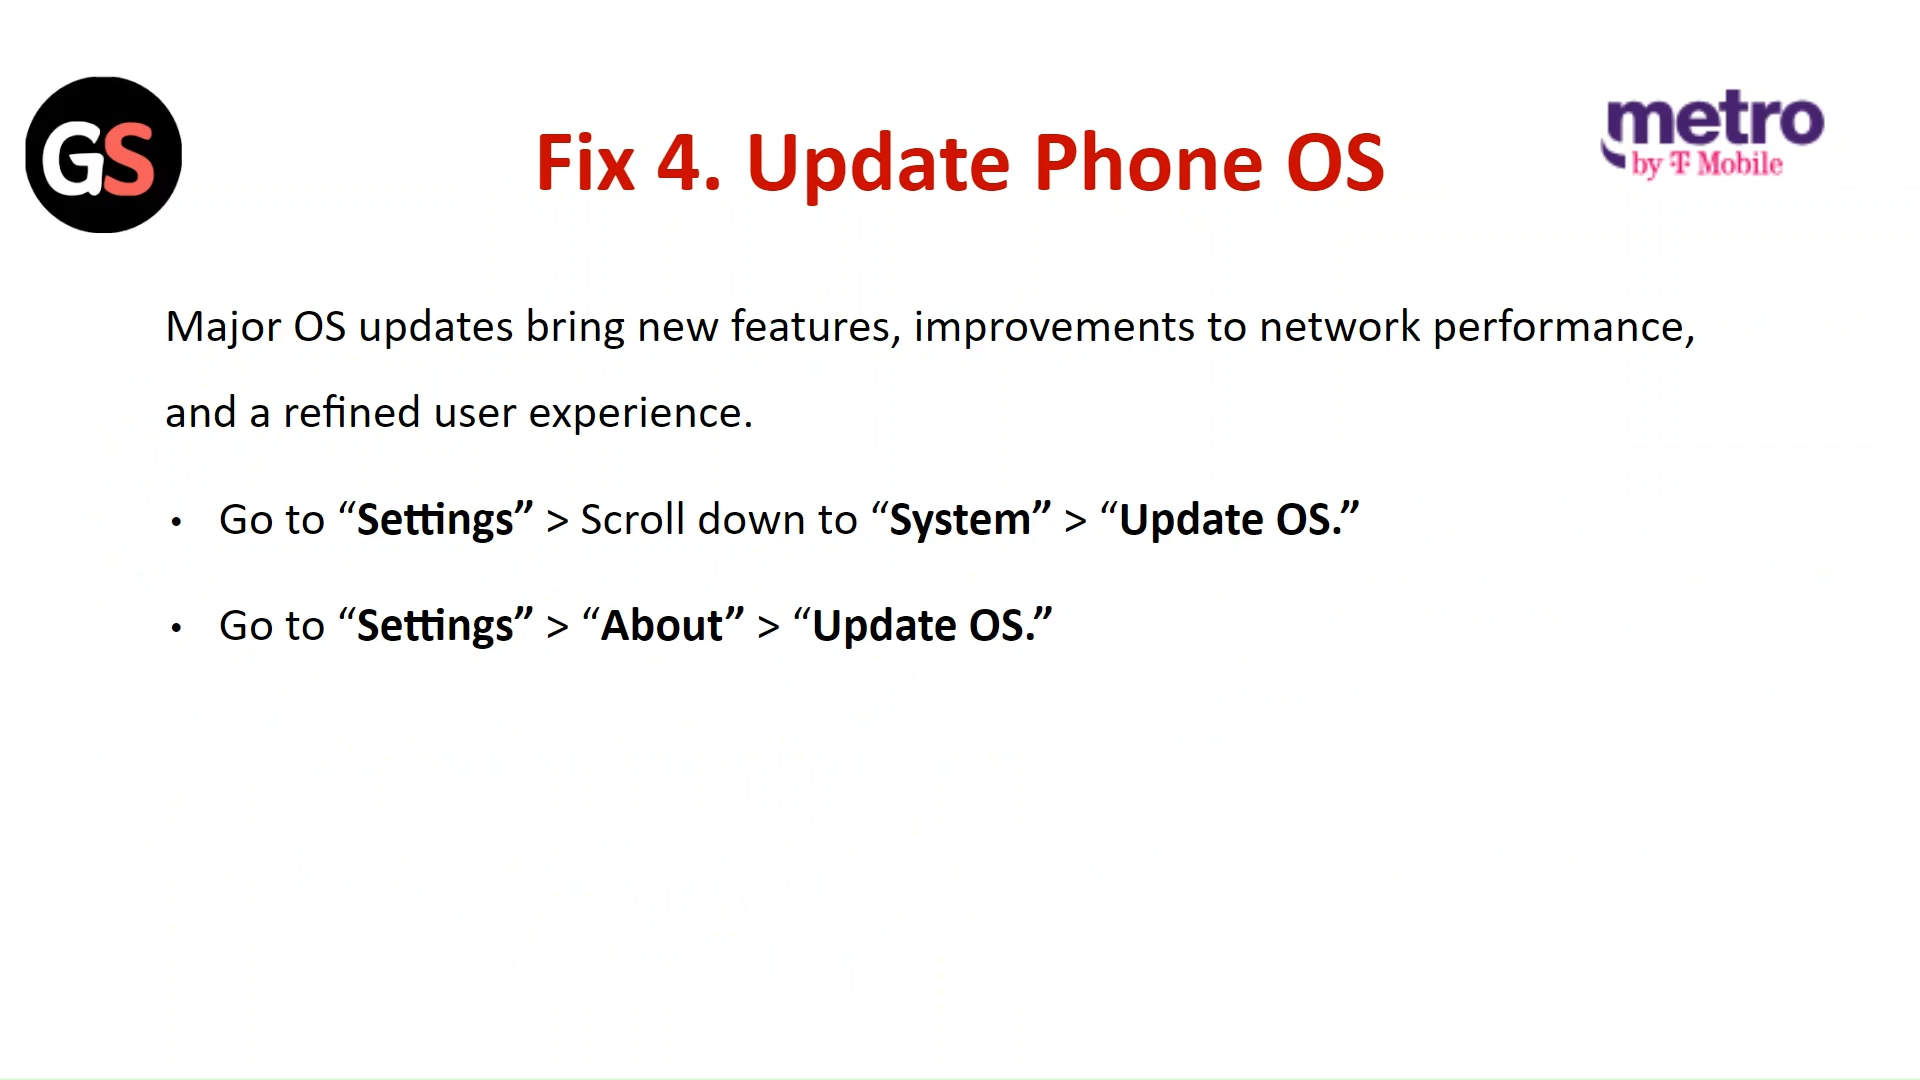 GS
Fix 4. Update Phone OS
metro
by T Mobile
Major OS updates bring new features, improvements to network performance,
and a refined user experience.
• Go to “Settings” > Scroll down to “System” > “Update OS.”
• Go to “Settings” > “About” > “Update OS.”